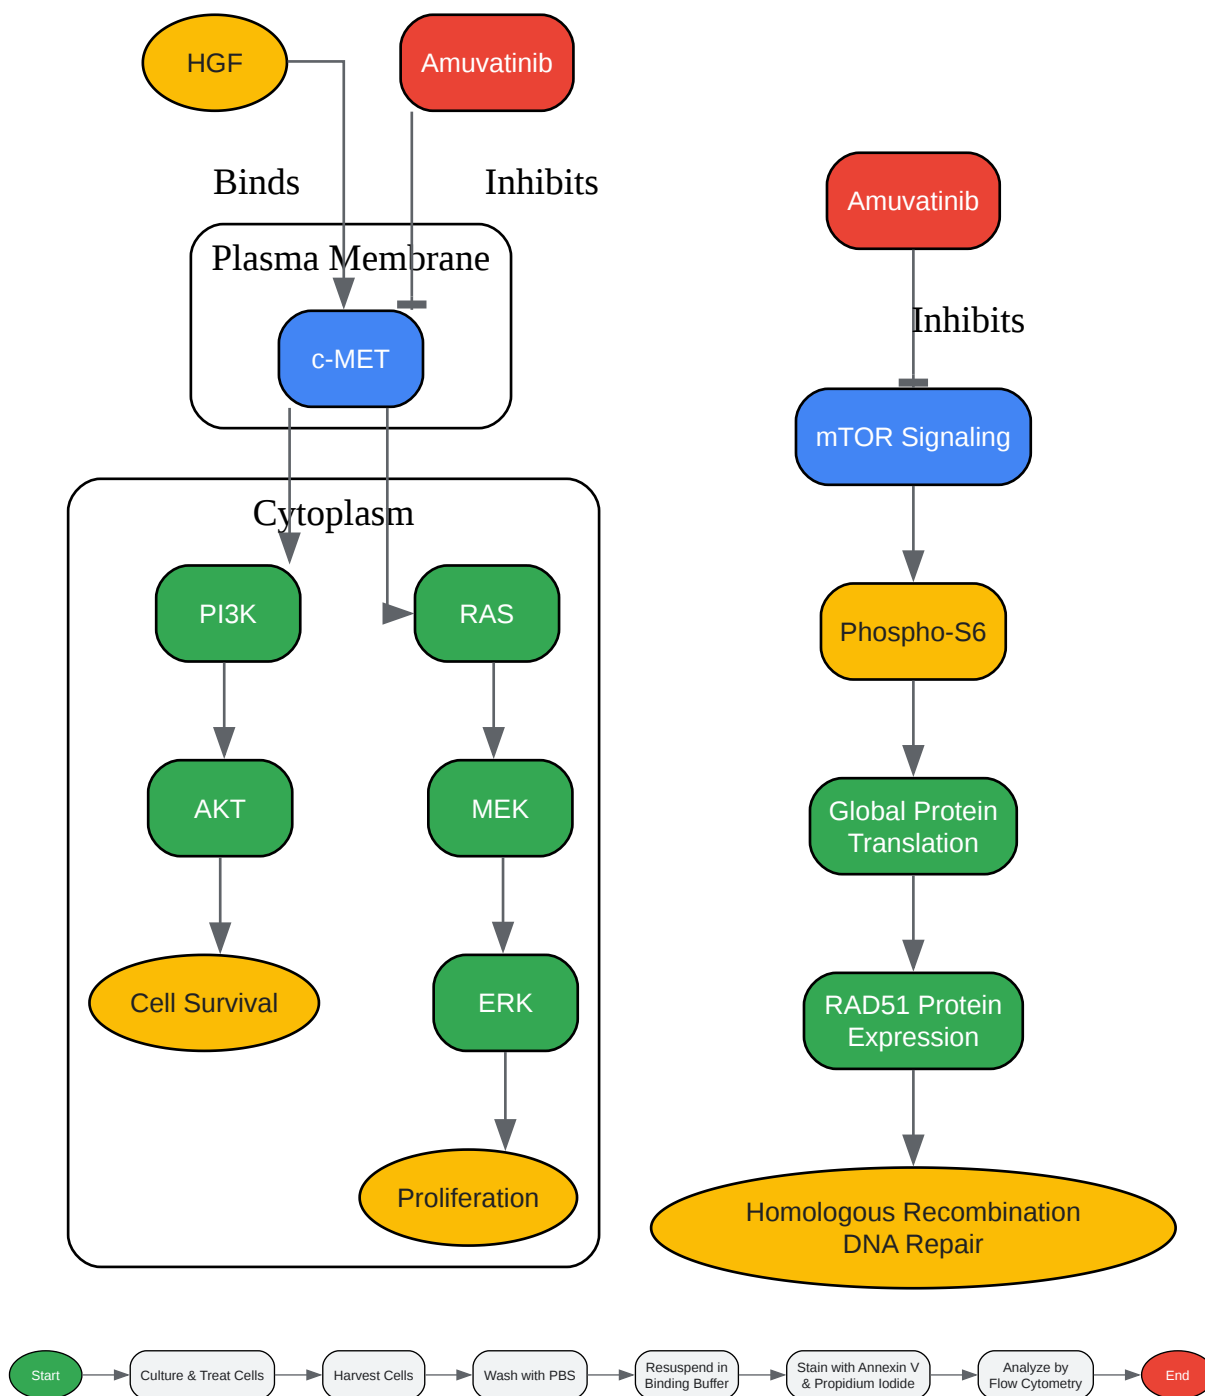 HGF
Amuvatinib
Binds
Inhibits
Plasma Membrane
c-MET
Cytoplasm
PI3K
RAS
AKT
MEK
Cell Survival
ERK
Proliferation
Amuvatinib
Inhibits
mTOR Signaling
Phospho-S6
Global Protein
Translation
RAD51 Protein
Expression
Homologous Recombination
DNA Repair
Start
Culture & Treat Cells
Harvest Cells
Wash with PBS
Resuspend in
Binding Buffer
Stain with Annexin V
& Propidium Iodide
Analyze by
Flow Cytometry
End